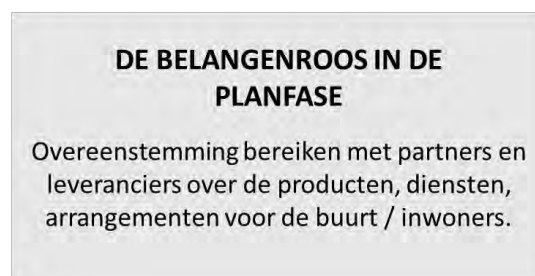 DE BELANGENROOS IN DE
PLANFASE
Overeenstemming bereiken met partners en
leveranciers over de producten, diensten,
arrangementen voor de buurt / inwoners.